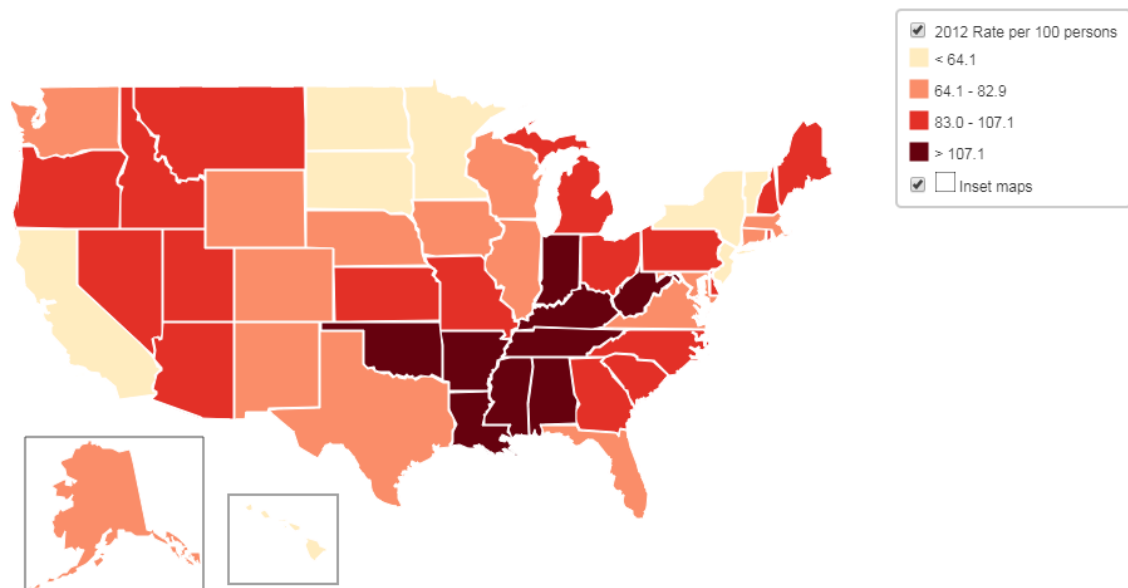 2012 Rate per 100 persons
< 64.1
64.1 - 82.9
83.0 - 107.1
> 107.1
Inset maps